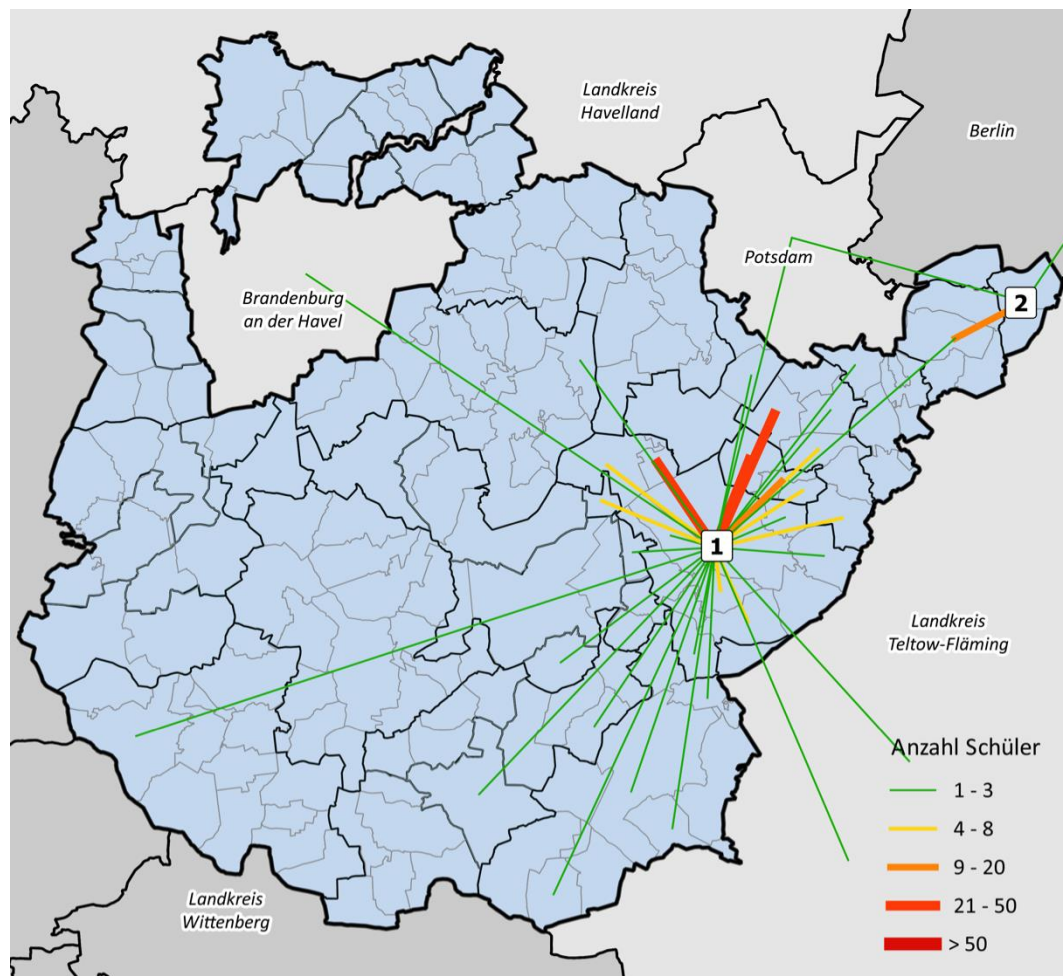 Landkreis
Havelland
Berlin
Potsdam
Brandenburg
an der Havel
2
1
Landkreis
Teltow-Fläming
Anzahl Schüler
1 - 3
4 - 8
9 - 20
21 - 50
> 50
Landkreis
Wittenberg